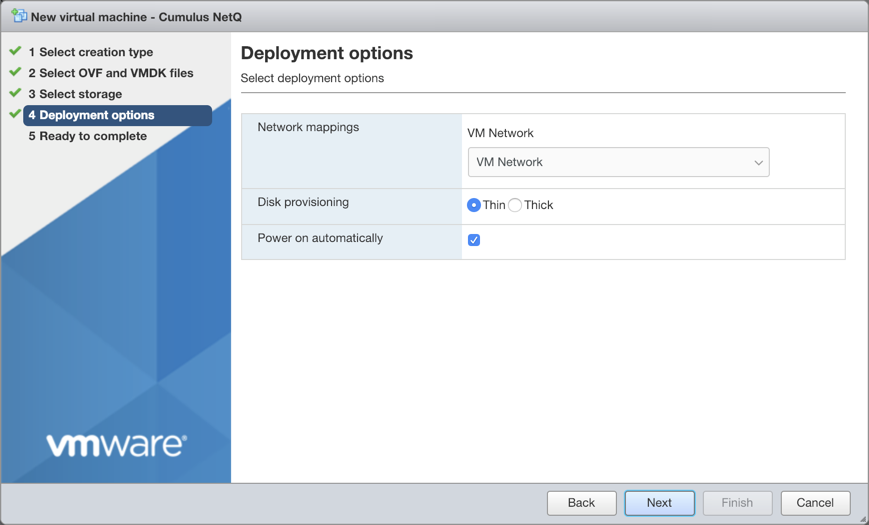 New virtual machine - Cumulus NetQ
1 Select creation type
2 Select OVF and VMDK files
3 Select storage
4 Deployment options
5 Ready to complete
vmware®
Deployment options
Select deployment options
Network mappings
VM Network
VM Network
Disk provisioning
Thin Thick
Power on automatically
Back Next Finish Cancel